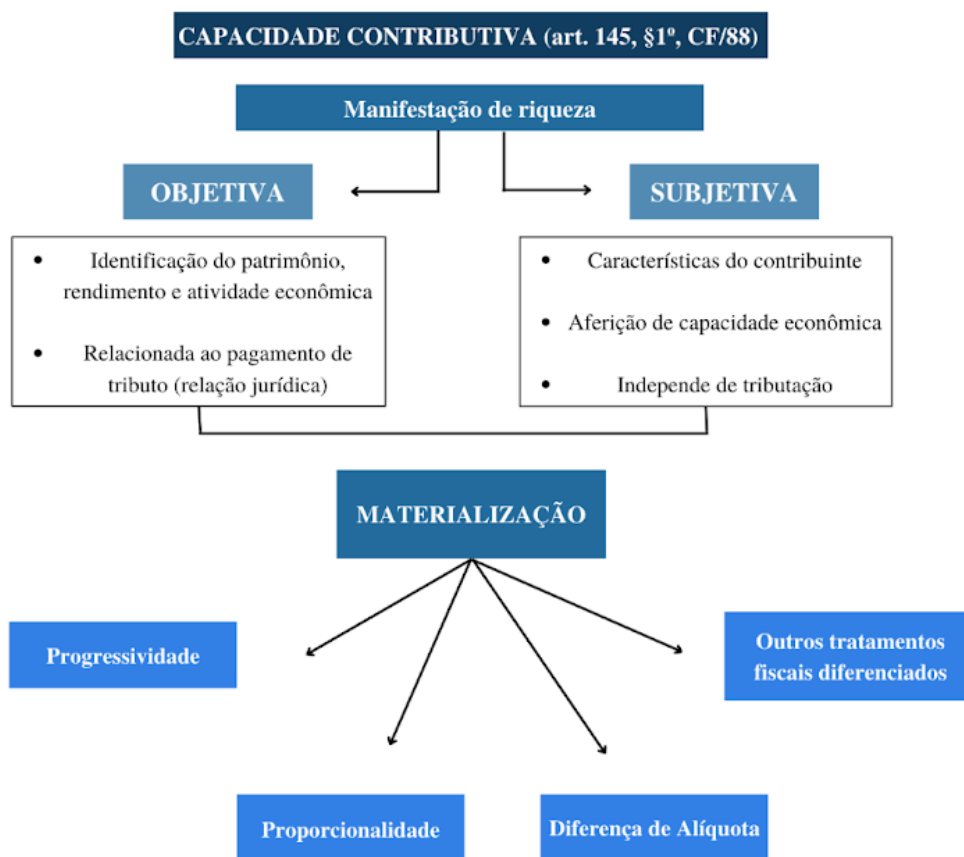 CAPACIDADE CONTRIBUTIVA (art. 145, §1º, CF/88)
Manifestação de riqueza
OBJETIVA
• Identificação do patrimônio,
rendimento e atividade econômica
• Relacionada ao pagamento de
tributo (relação jurídica)
SUBJETIVA
• Características do contribuinte
• Aferição de capacidade econômica
• Independe de tributação
MATERIALIZAÇÃO
Progressividade
Proporcionalidade
Diferença de Alíquota
Outros tratamentos
fiscais diferenciados